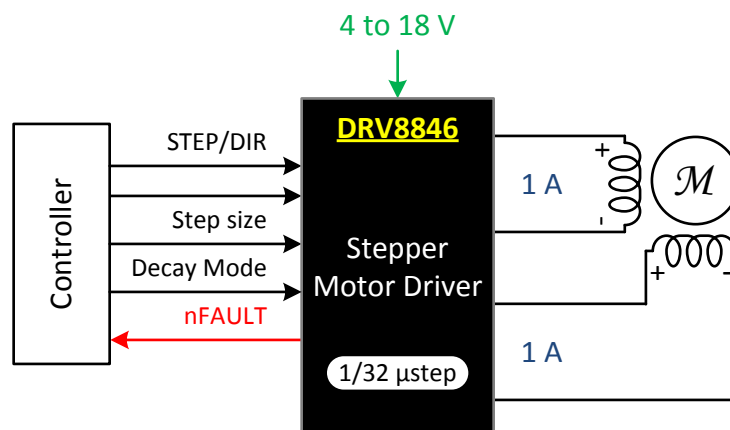 4 to 18 V
DRV8846
Controller
STEP/DIR
Step size
Decay Mode
nFAULT
Stepper
Motor Driver
1/32 µstep
1 A
1 A
+
-
M
+
-